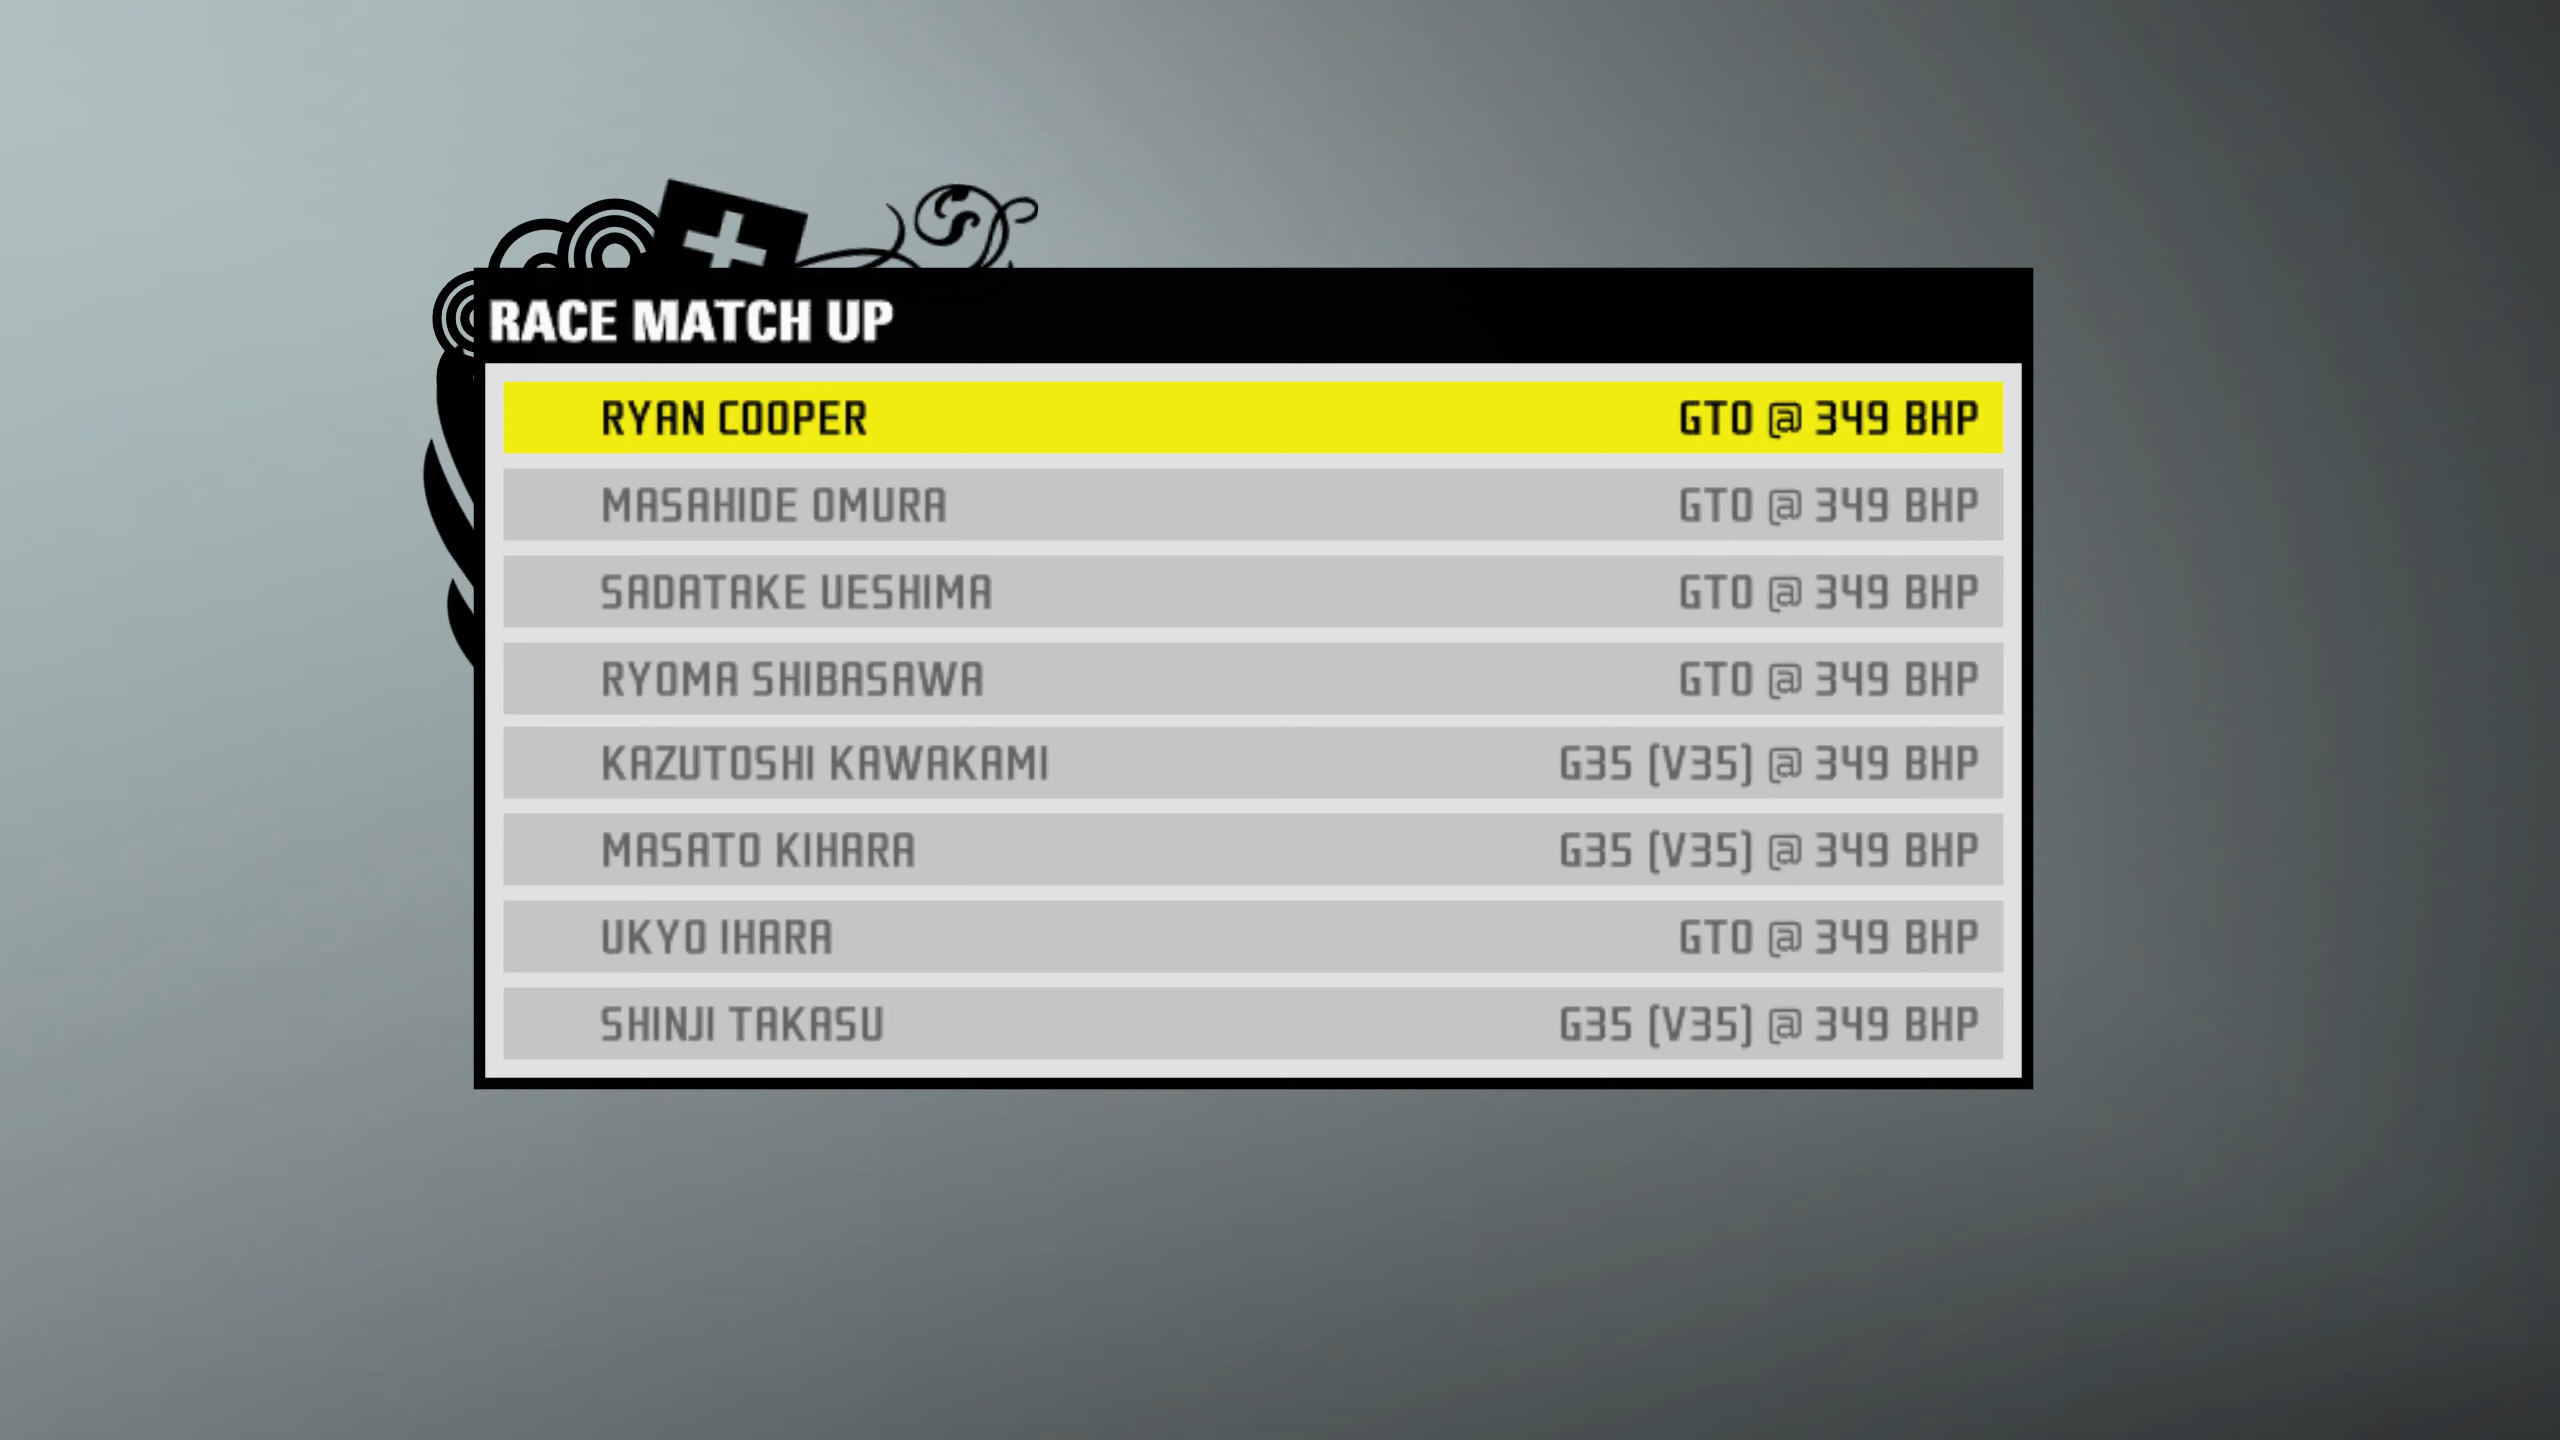 RACE MATCH UP
RYAN COOPER GTO @ 349 BHP
MASAHIDE OMURA GTO @ 349 BHP
SADATAKE UESHIMA GTO @ 349 BHP
RYOMA SHIBASAWA GTO @ 349 BHP
KAZUTOSHI KAWAKAMI G35 (V35) @ 349 BHP
MASATO KIHARA G35 (V35) @ 349 BHP
UKYO IHARA GTO @ 349 BHP
SHINJI TAKASU G35 (V35) @ 349 BHP